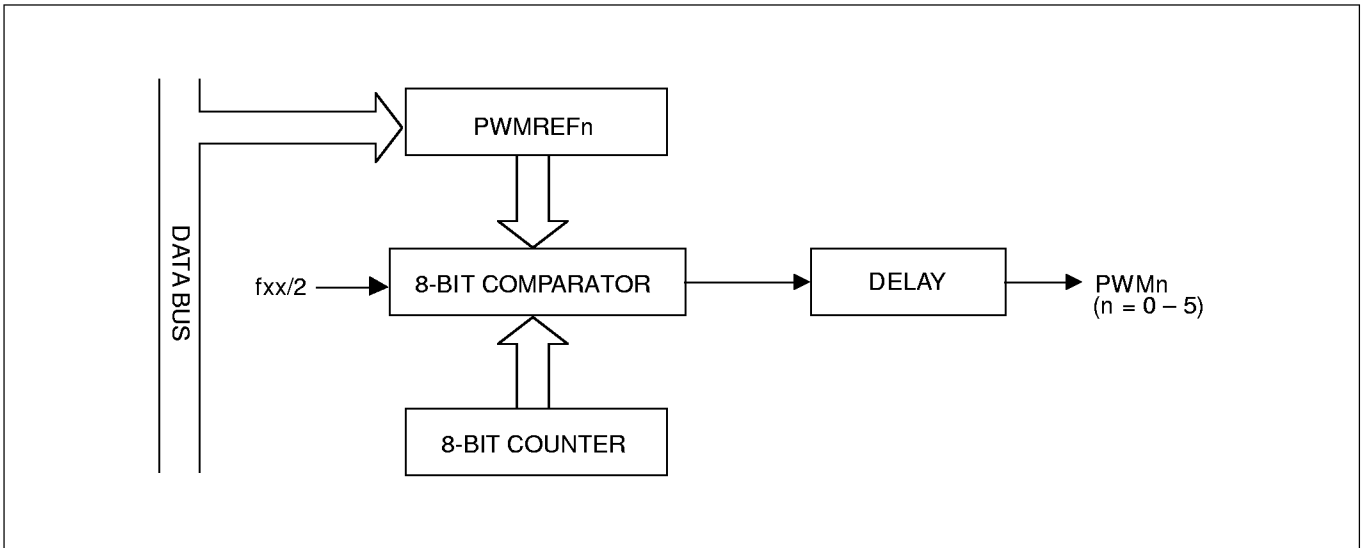 PWMREFn
DATA BUS
fxx/2
8-BIT COMPARATOR
DELAY
PWMn
(n = 0 – 5)
8-BIT COUNTER